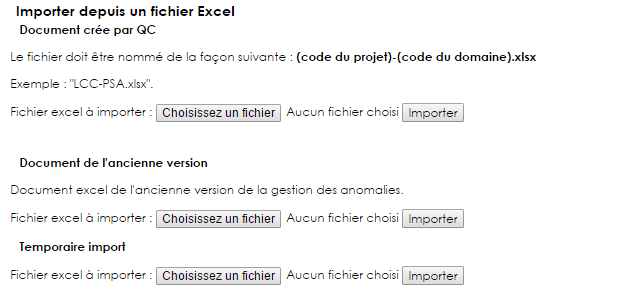 Importer depuis un fichier Excel
Document crée par QC
Le fichier doit être nommé de la façon suivante : (code du projet)-(code du domaine).xlsx
Exemple : "LCC-PSA.xlsx".
Fichier excel à importer : Choisissez un fichier Aucun fichier choisi Importer
Document de l'ancienne version
Document excel de l'ancienne version de la gestion des anomalies.
Fichier excel à importer : Choisissez un fichier Aucun fichier choisi Importer
Temporaire import
Fichier excel à importer : Choisissez un fichier Aucun fichier choisi Importer